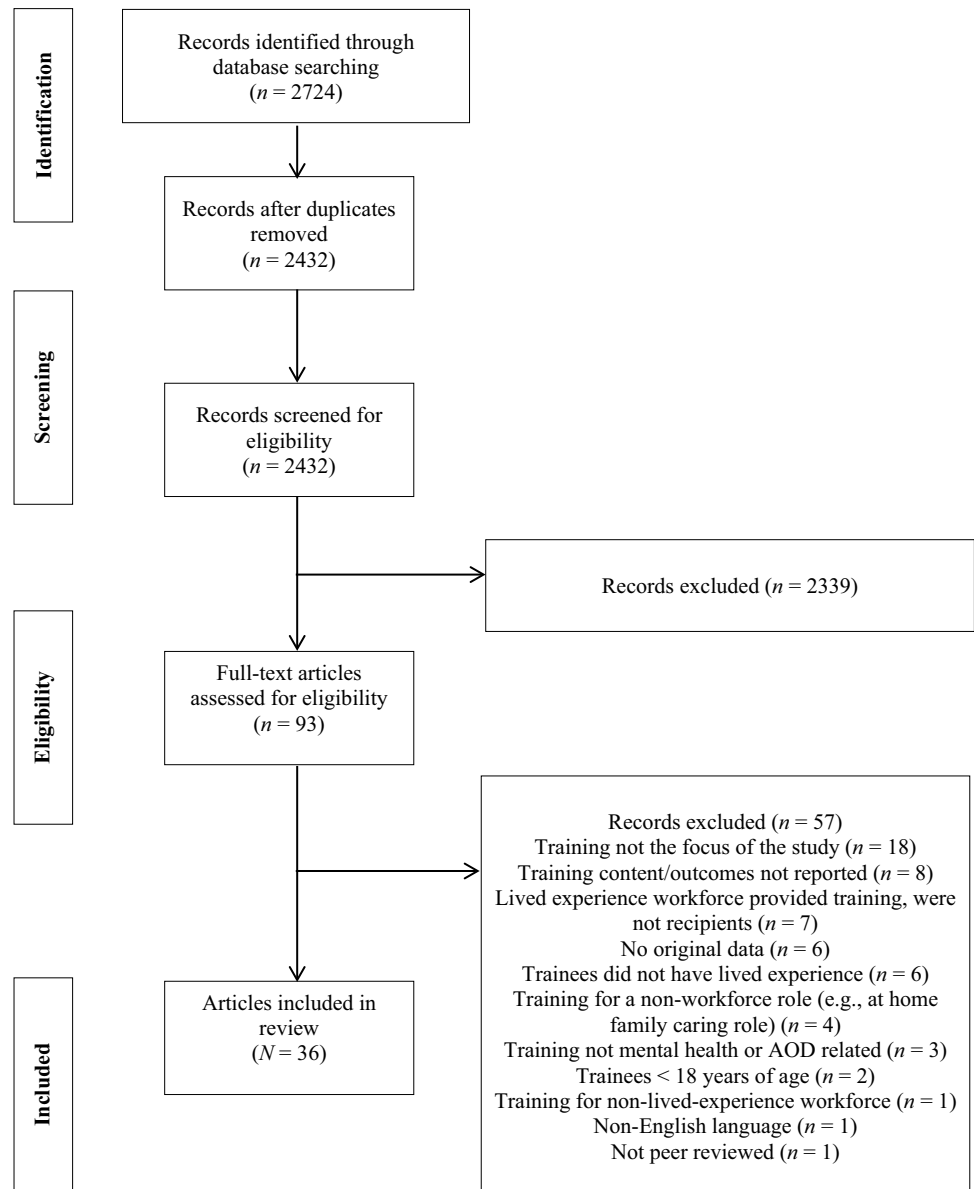 Identification
Records identified through
database searching
(n = 2724)
Records after duplicates
removed
(n = 2432)
Screening
Records screened for
eligibility
(n = 2432)
Records excluded (n = 2339)
Eligibility
Full-text articles
assessed for eligibility
(n = 93)
Records excluded (n = 57)
Training not the focus of the study (n = 18)
Training content/outcomes not reported (n = 8)
Lived experience workforce provided training, were
not recipients (n = 7)
No original data (n = 6)
Trainees did not have lived experience (n = 6)
Training for a non-workforce role (e.g., at home
family caring role) (n = 4)
Training not mental health or AOD related (n = 3)
Trainees < 18 years of age (n = 2)
Training for non-lived-experience workforce (n = 1)
Non-English language (n = 1)
Not peer reviewed (n = 1)
Included
Articles included in
review
(N = 36)